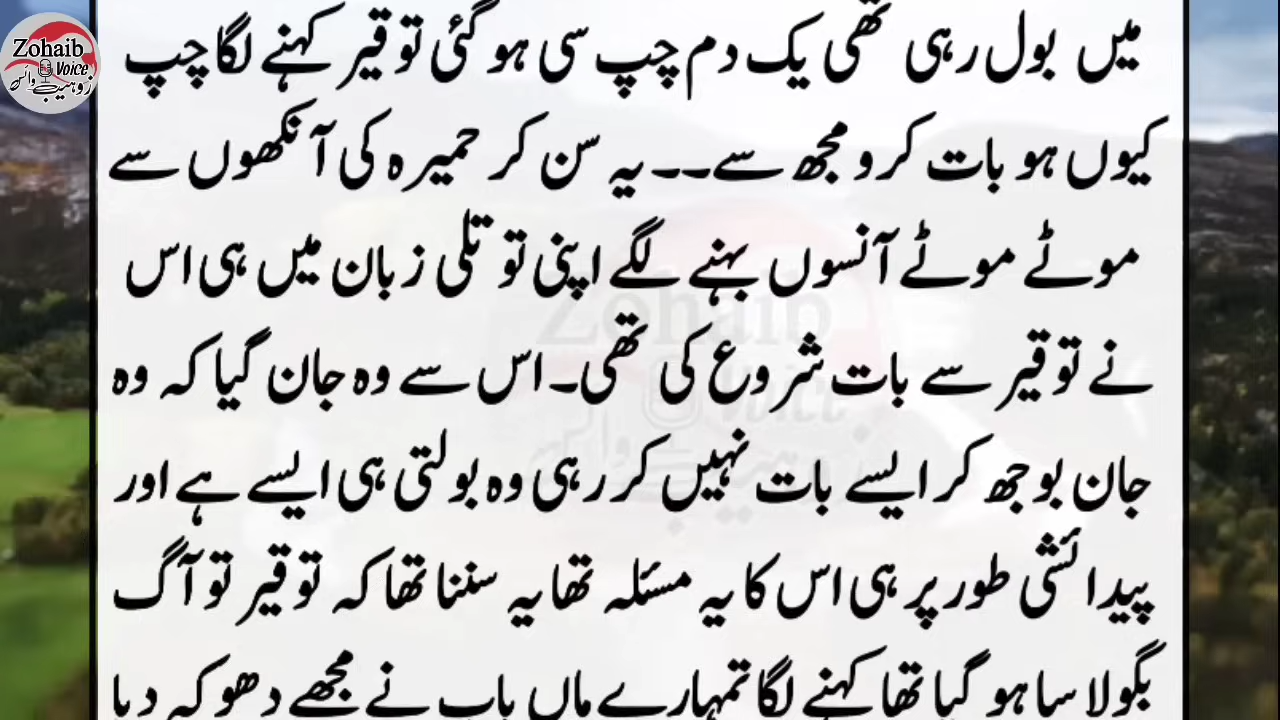 Zohaib
Voice
زوہیب وائس
میں بول رہی تھی یک دم چپ سی ہو گئی توقیر کہنے لگا چپ
کیوں ہو بات کرو مجھ سے۔۔ یہ سن کر حمیرہ کی آنکھوں سے
موٹے موٹے آنسوں بہنے لگے اپنی توتلی زبان میں ہی اس
نے توقیر سے بات شروع کی تھی۔ اس سے وہ جان گیا کہ وہ
جان بوجھ کر ایسے بات نہیں کر رہی وہ بولتی ہی ایسے ہے اور
پیدائشی طور پر ہی اس کا یہ مسئلہ تھا یہ سننا تھا کہ توقیر تو آگ
بگولا سا ہو گیا تھا کہنے لگا تمہارے ماں باپ نے مجھے دھوکہ دیا